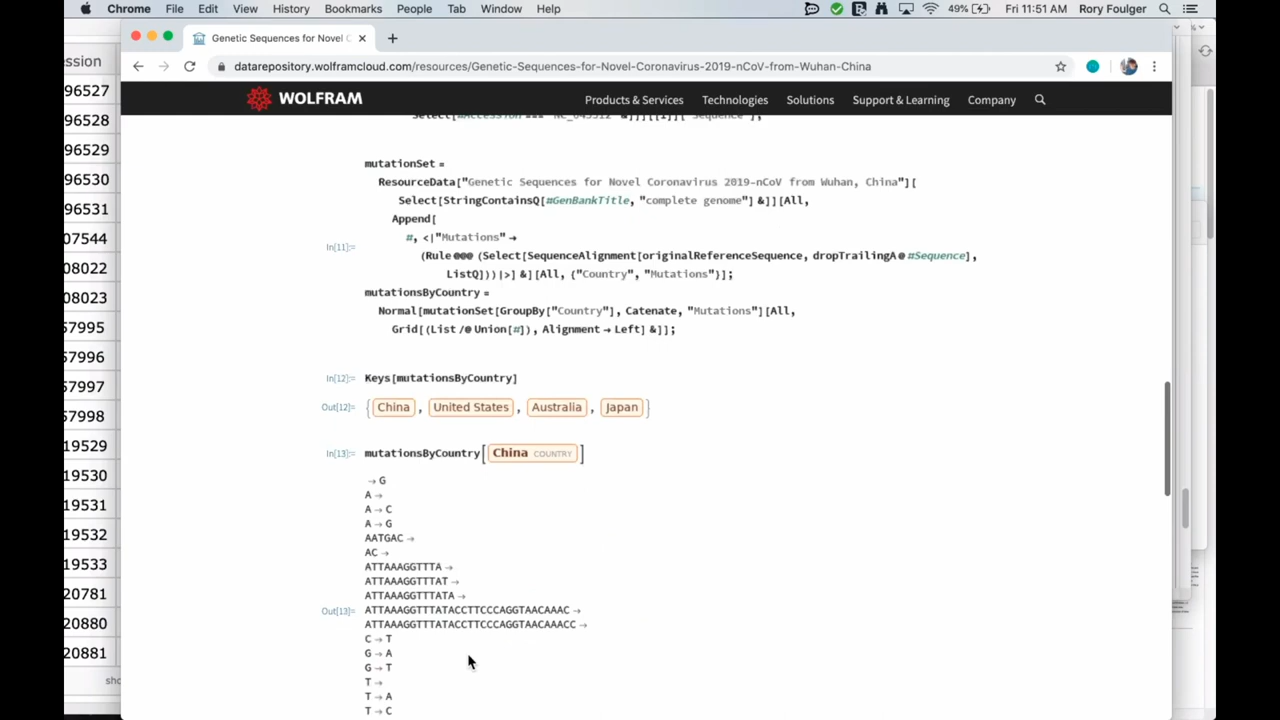 Chrome File Edit View History Bookmarks People Tab Window Help 49% Fri 11:51 AM Rory Foulger
Genetic Sequences for Novel C
datarepository.wolframcloud.com/resources/Genetic-Sequences-for-Novel-Coronavirus-2019-nCoV-from-Wuhan-China
WOLFRAM Products & Services Technologies Solutions Support & Learning Company
ssion
96527
96528
96529
96530
96531
07544
08022
08023
57995
57996
57997
57998
19529
19530
19531
19532
19533
20781
20880
20881
sho
Select[#Accession === "NC_045512" &]][[1]]["Sequence"];
mutationSet =
ResourceData["Genetic Sequences for Novel Coronavirus 2019-nCoV from Wuhan, China"][
Select[StringContainsQ[#GenBankTitle, "complete genome"] &]][All,
Append[
In[11]:= #, <|"Mutations" →
(Rule @@@ (Select[SequenceAlignment[originalReferenceSequence, dropTrailingA@#Sequence],
ListQ]))|>] &][All, {"Country", "Mutations"}];
mutationsByCountry =
Normal[mutationSet[GroupBy["Country"], Catenate, "Mutations"][All,
Grid[(List /@ Union[#]), Alignment → Left] &]];
In[12]:= Keys[mutationsByCountry]
Out[12]= {China, United States, Australia, Japan}
In[13]:= mutationsByCountry[China COUNTRY]
→ G
A →
A → C
A → G
AATGAC →
AC →
ATTAAAGGTTTA →
ATTAAAGGTTTAT →
ATTAAAGGTTTATA →
Out[13]= ATTAAAGGTTTATACCTTCCCAGGTAACAAAC →
ATTAAAGGTTTATACCTTCCCAGGTAACAAACC →
C → T
G → A
G → T
T →
T → A
T → C